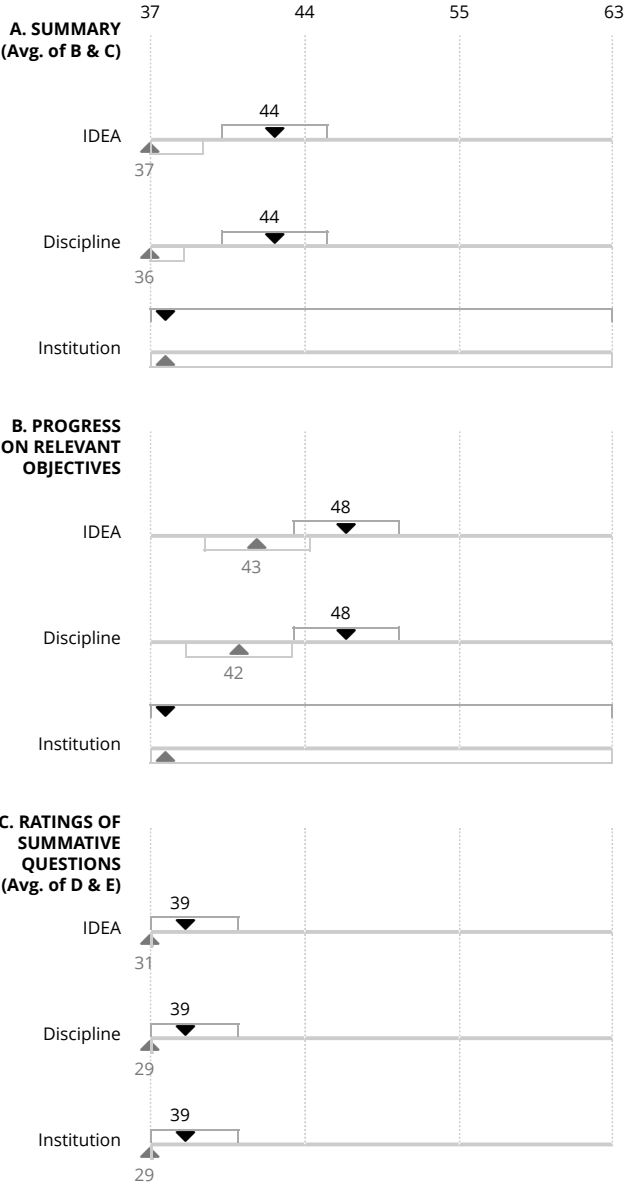 37 44 55 63
A. SUMMARY
(Avg. of B & C)
44
IDEA
37
44
Discipline
36
Institution
B. PROGRESS
ON RELEVANT
OBJECTIVES
48
IDEA
43
48
Discipline
42
Institution
C. RATINGS OF
SUMMATIVE
QUESTIONS
(Avg. of D & E)
39
IDEA
31
39
Discipline
29
39
Institution
29